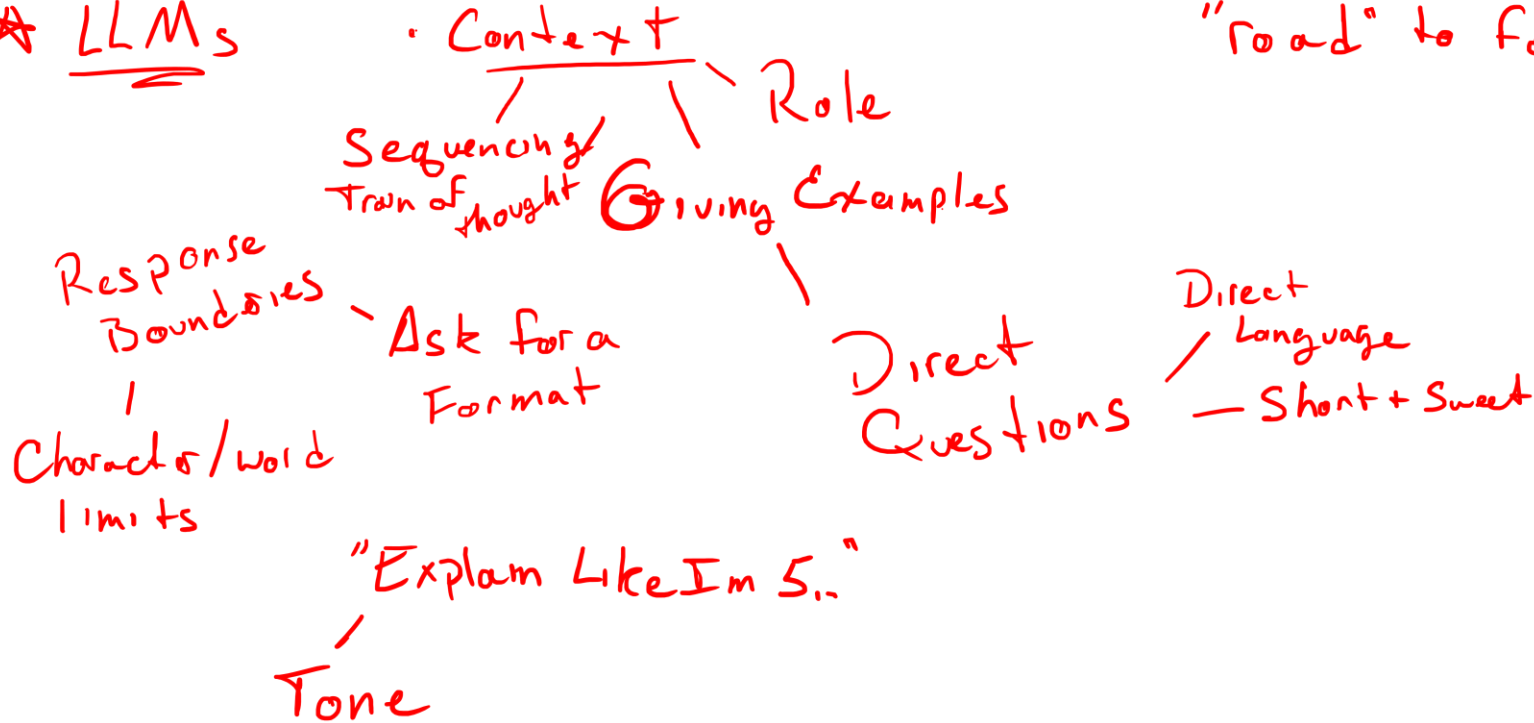 LLMs
· Context
"road" to fo
Role
Sequencing
Train of
thought
Giving Examples
Response
Boundaries
Ask for a
Format
Direct
Questions
Direct
Language
Short + Sweet
Character/word
limits
"Explain Like Im 5.."
Tone